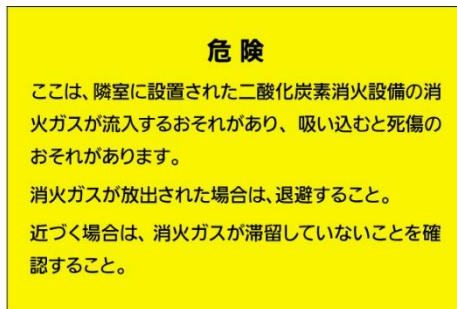 危険
ここは、隣室に設置された二酸化炭素消火設備の消
火ガスが流入するおそれがあり、吸い込むと死傷の
おそれがあります。
消火ガスが放出された場合は、退避すること。
近づく場合は、消火ガスが滞留していないことを確
認すること。